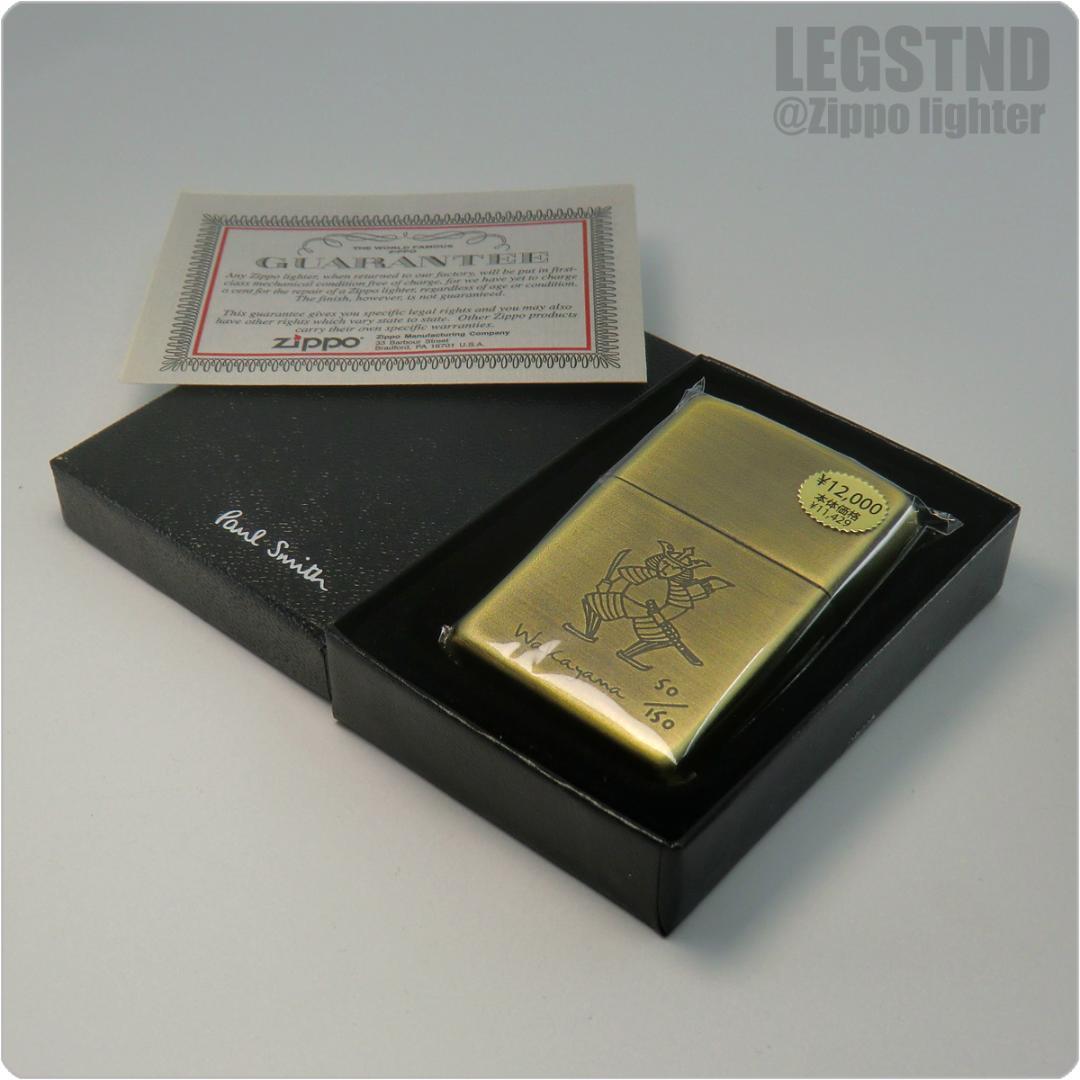 LEGSTND
@Zippo lighter
THE WORLD FAMOUS
ZIPPO
GUARANTEE
Any Zippo lighter, when returned to our factory, will be put in first-
class mechanical condition free of charge, for we have yet to charge
a cent for the repair of a Zippo lighter, regardless of age or condition.
The finish, however, is not guaranteed.
This guarantee gives you specific legal rights and you may also
have other rights which vary state to state. Other Zippo products
carry their own specific warranties.
zippo
Zippo Manufacturing Company
33 Barbour Street
Bradford, PA 16701 U.S.A.
Paul Smith
¥12,000
本体価格
¥11,429
Wakayama
50
/150